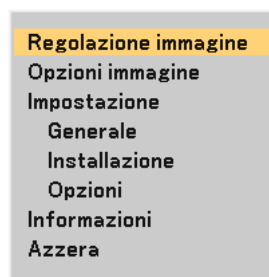 Regolazione immagine
Opzioni immagine
Impostazione
Generale
Installazione
Opzioni
Informazioni
Azzera